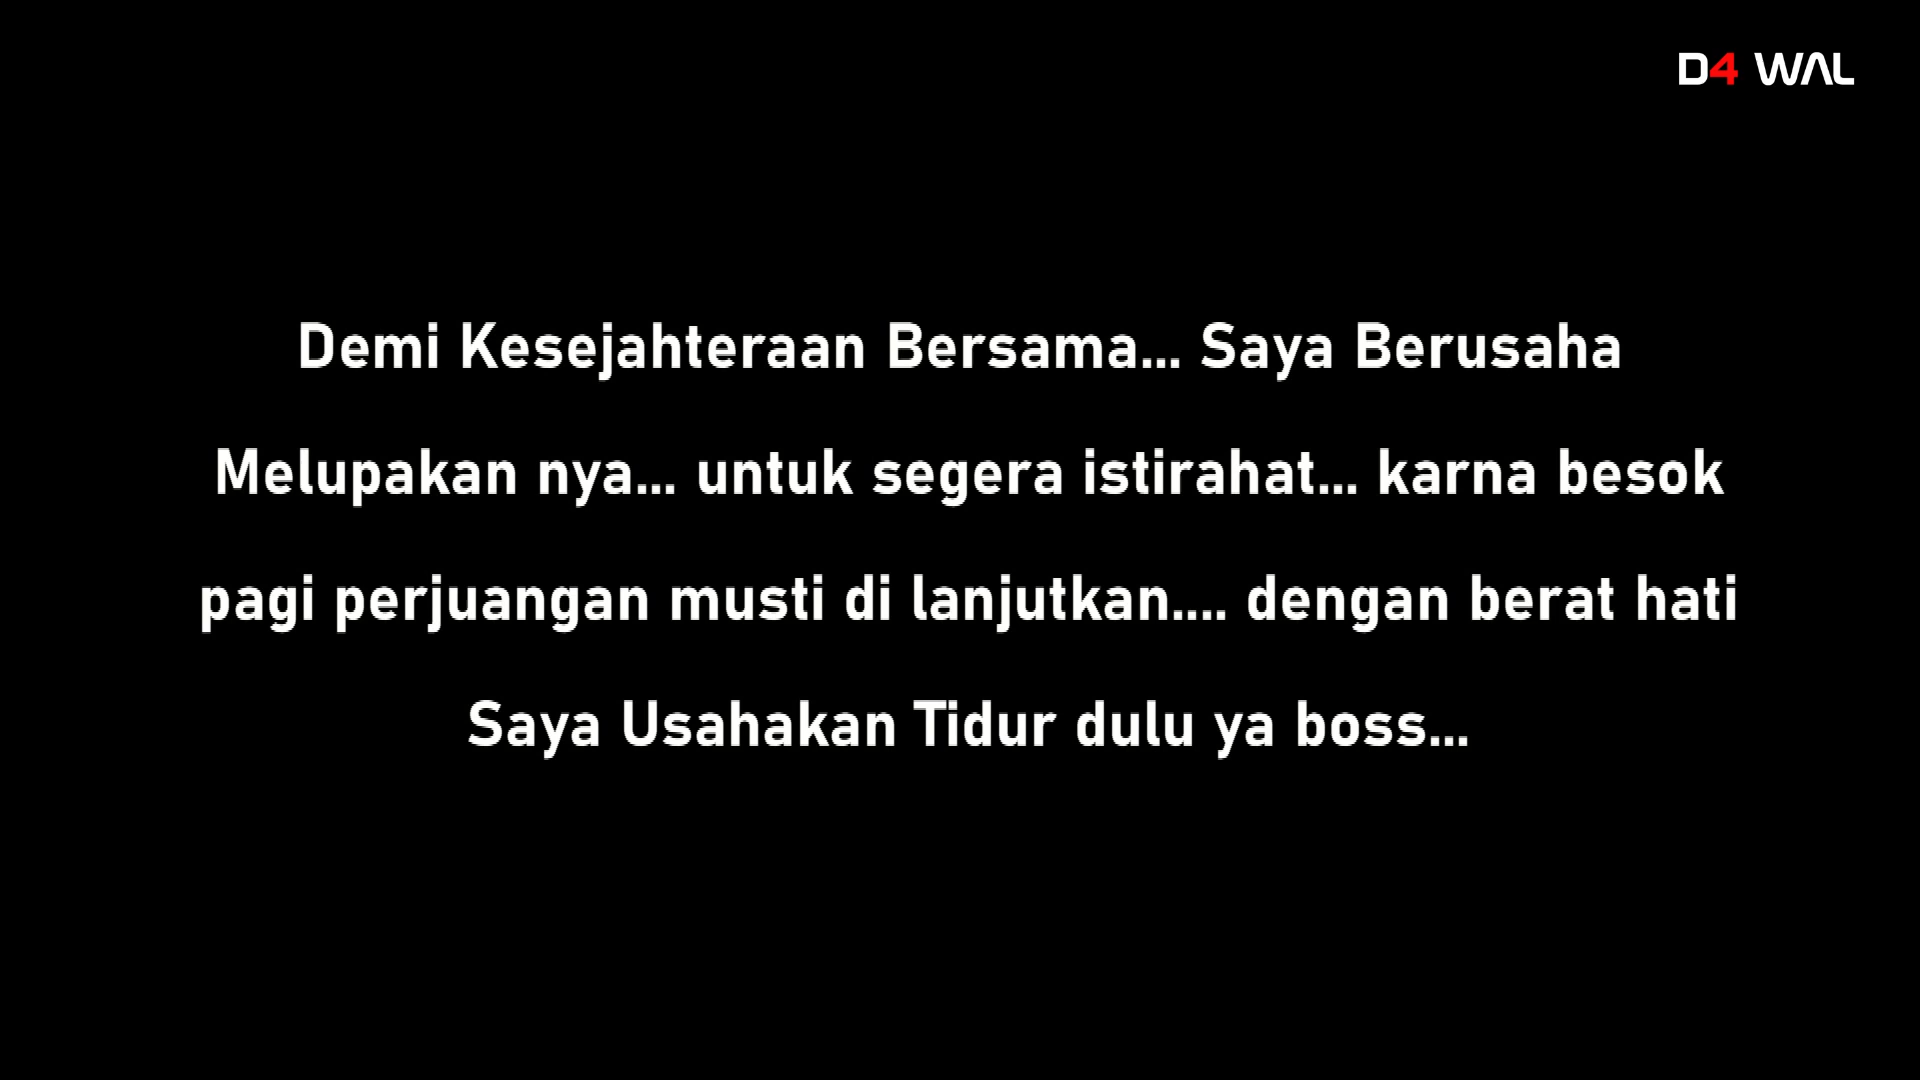 D4 WAL
Demi Kesejahteraan Bersama... Saya Berusaha
Melupakan nya... untuk segera istirahat... karna besok
pagi perjuangan musti di lanjutkan.... dengan berat hati
Saya Usahakan Tidur dulu ya boss...